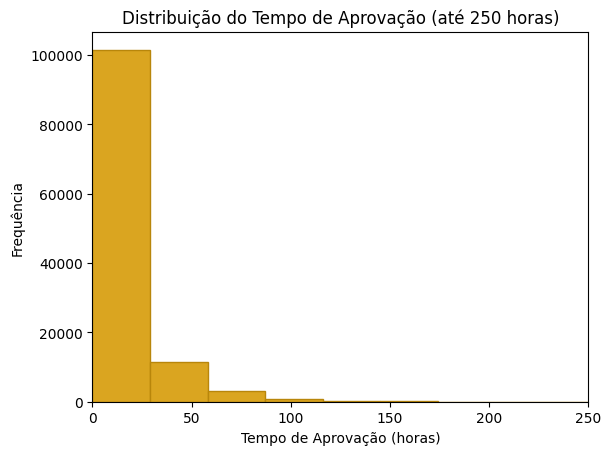 Distribuição do Tempo de Aprovação (até 250 horas)
100000
80000
60000
40000
20000
0
Frequência
0 50 100 150 200 250
Tempo de Aprovação (horas)